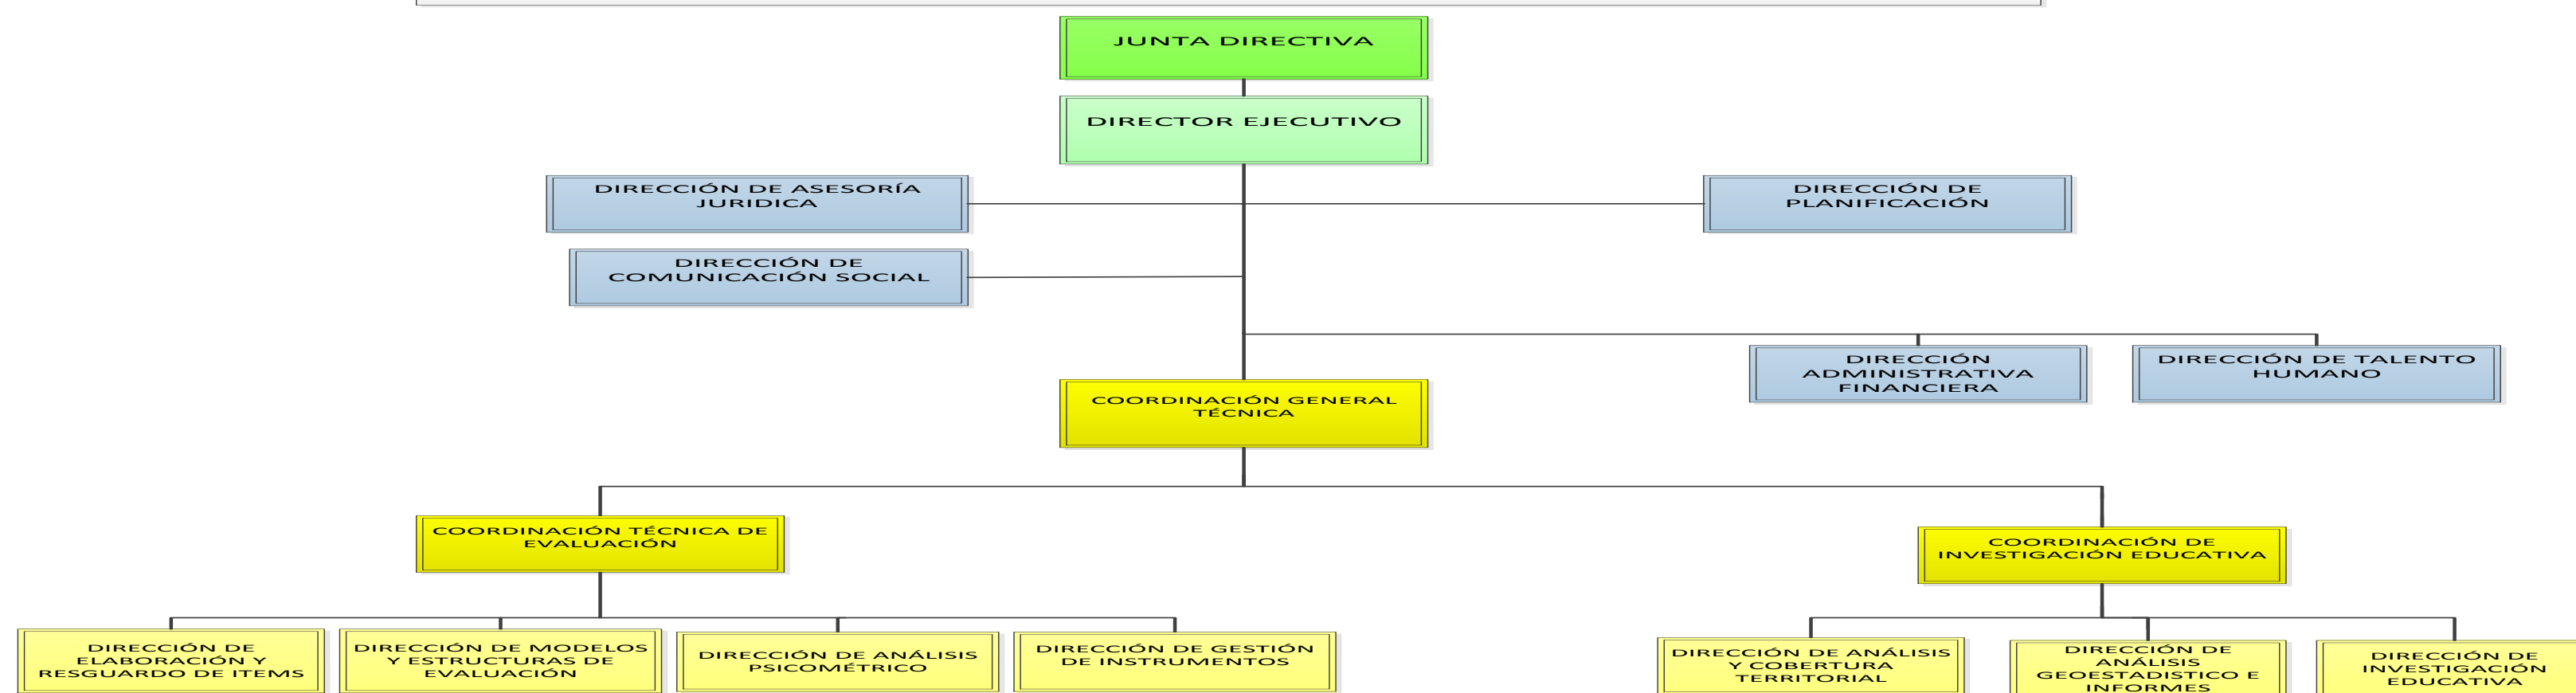 JUNTA DIRECTIVA
DIRECTOR EJECUTIVO
DIRECCIÓN DE ASESORÍA
JURIDICA
DIRECCIÓN DE
PLANIFICACIÓN
DIRECCIÓN DE
COMUNICACIÓN SOCIAL
DIRECCIÓN
ADMINISTRATIVA
FINANCIERA
DIRECCIÓN DE TALENTO
HUMANO
COORDINACIÓN GENERAL
TÉCNICA
COORDINACIÓN TÉCNICA DE
EVALUACIÓN
COORDINACIÓN DE
INVESTIGACIÓN EDUCATIVA
DIRECCIÓN DE
ELABORACIÓN Y
RESGUARDO DE ITEMS
DIRECCIÓN DE MODELOS
Y ESTRUCTURAS DE
EVALUACIÓN
DIRECCIÓN DE ANÁLISIS
PSICOMÉTRICO
DIRECCIÓN DE GESTIÓN
DE INSTRUMENTOS
DIRECCIÓN DE ANÁLISIS
Y COBERTURA
TERRITORIAL
DIRECCIÓN DE
ANÁLISIS
GEOESTADISTICO E
INFORMES
DIRECCIÓN DE
INVESTIGACIÓN
EDUCATIVA